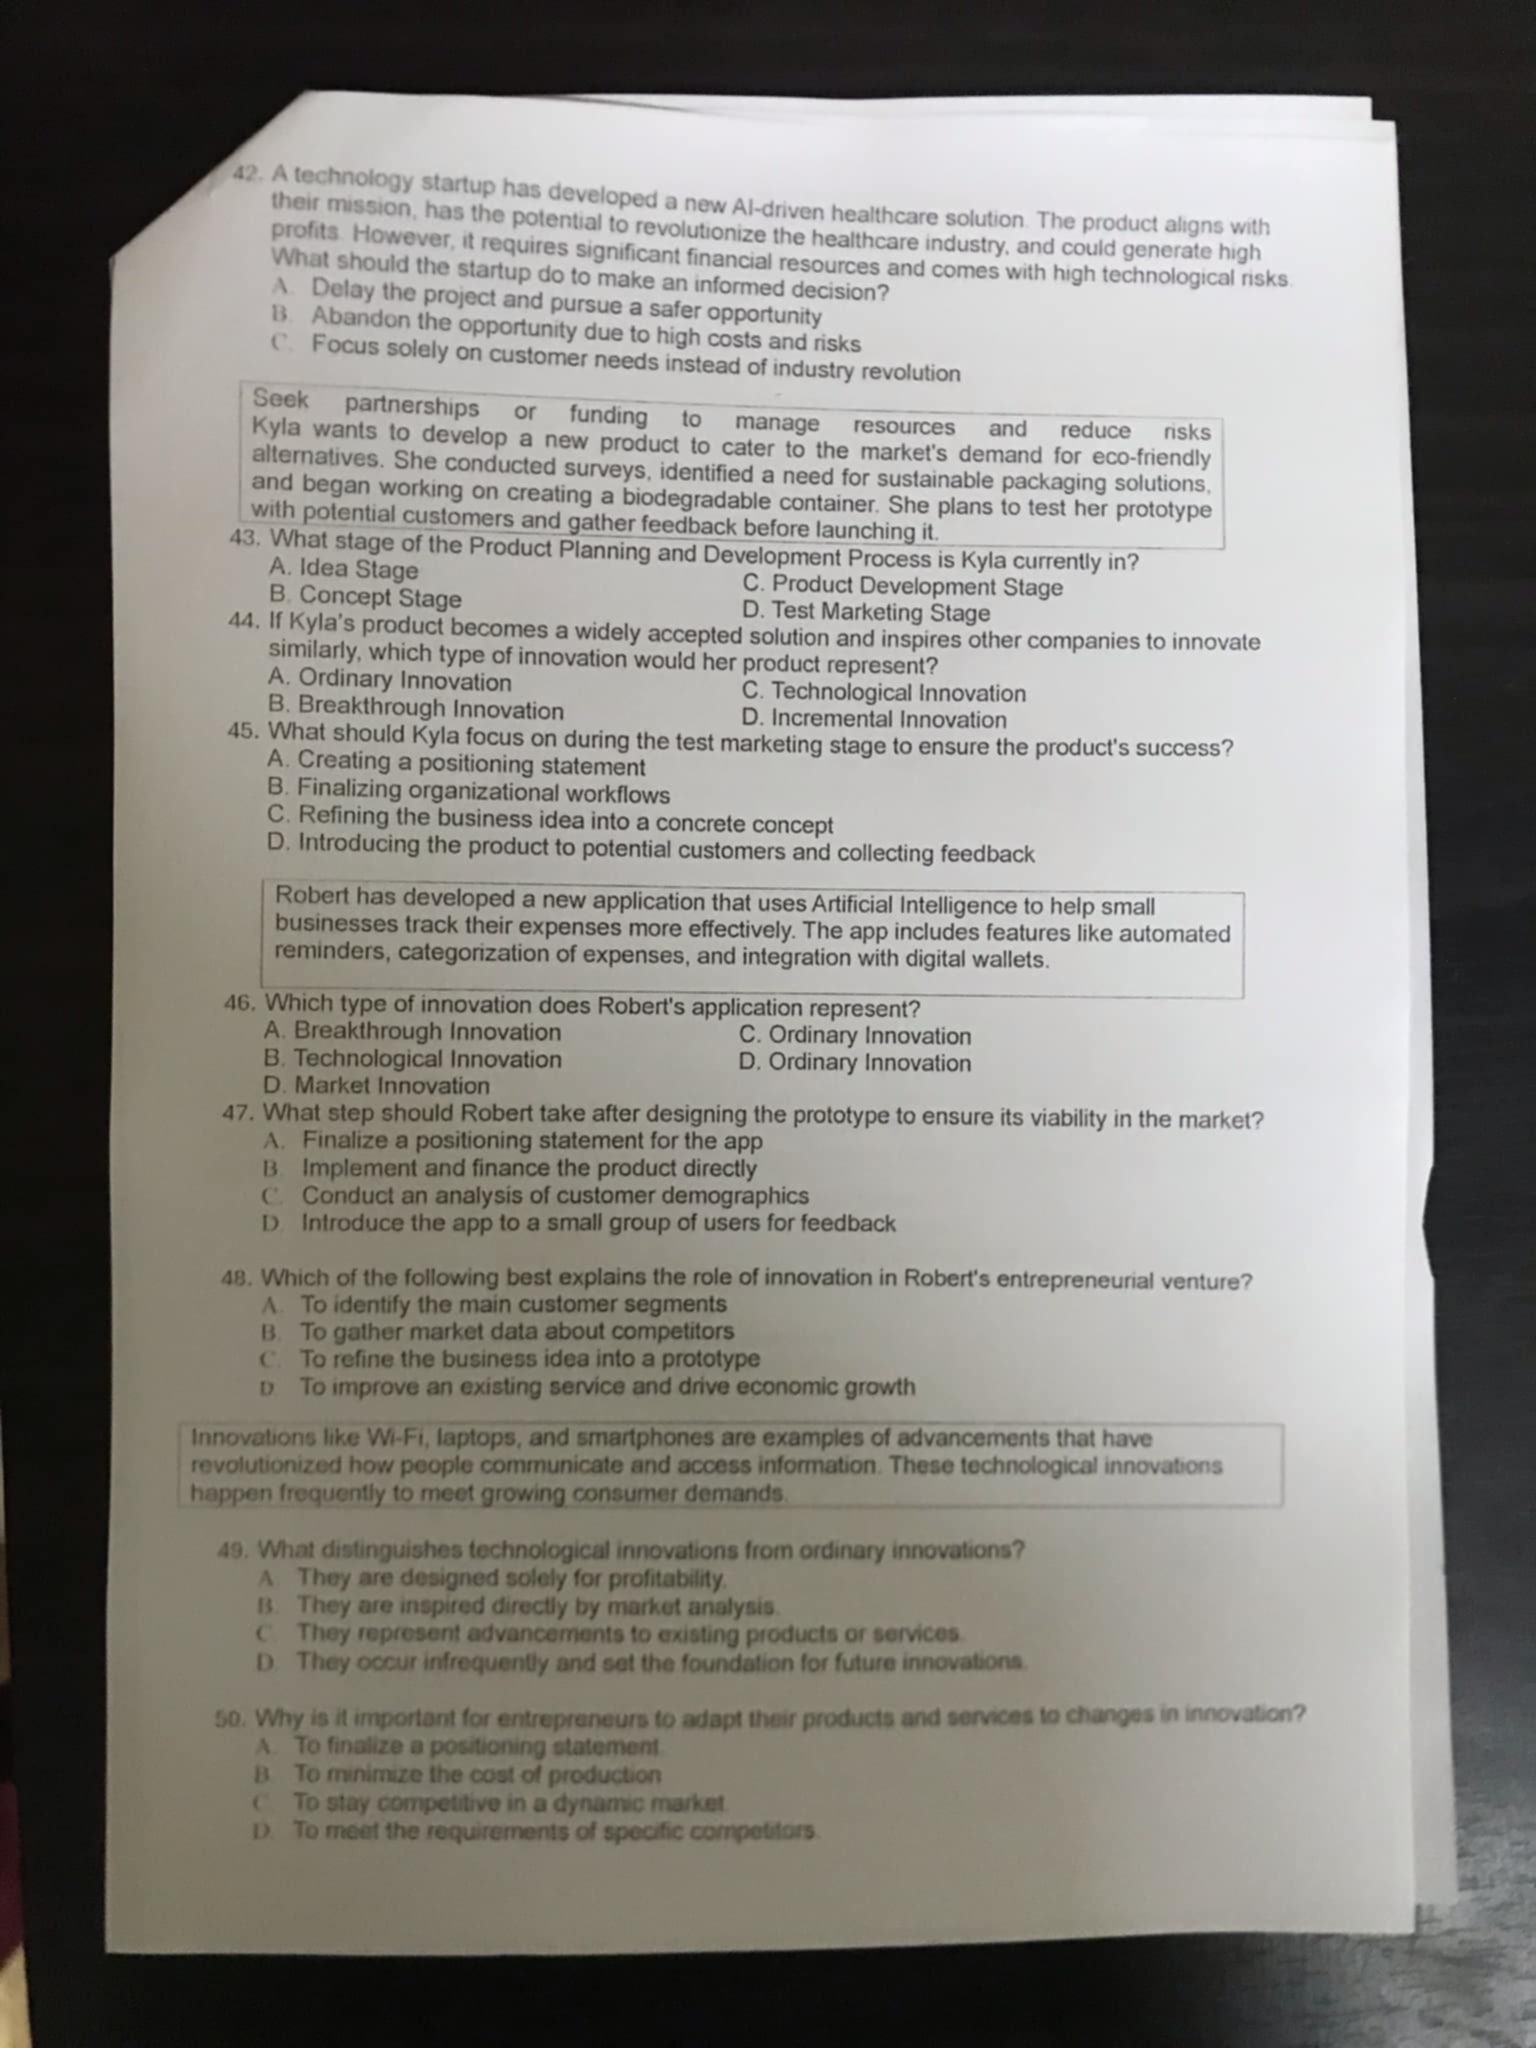 42. A technology startup has developed a new AI-driven healthcare solution. The product aligns with
their mission, has the potential to revolutionize the healthcare industry, and could generate high
profits. However, it requires significant financial resources and comes with high technological risks.
What should the startup do to make an informed decision?
A. Delay the project and pursue a safer opportunity
B. Abandon the opportunity due to high costs and risks
C. Focus solely on customer needs instead of industry revolution
Seek partnerships or funding to manage resources and reduce risks
Kyla wants to develop a new product to cater to the market's demand for eco-friendly
alternatives. She conducted surveys, identified a need for sustainable packaging solutions,
and began working on creating a biodegradable container. She plans to test her prototype
with potential customers and gather feedback before launching it.
43. What stage of the Product Planning and Development Process is Kyla currently in?
A. Idea Stage C. Product Development Stage
B. Concept Stage D. Test Marketing Stage
44. If Kyla's product becomes a widely accepted solution and inspires other companies to innovate
similarly, which type of innovation would her product represent?
A. Ordinary Innovation C. Technological Innovation
B. Breakthrough Innovation D. Incremental Innovation
45. What should Kyla focus on during the test marketing stage to ensure the product's success?
A. Creating a positioning statement
B. Finalizing organizational workflows
C. Refining the business idea into a concrete concept
D. Introducing the product to potential customers and collecting feedback
Robert has developed a new application that uses Artificial Intelligence to help small
businesses track their expenses more effectively. The app includes features like automated
reminders, categorization of expenses, and integration with digital wallets.
46. Which type of innovation does Robert's application represent?
A. Breakthrough Innovation C. Ordinary Innovation
B. Technological Innovation D. Ordinary Innovation
D. Market Innovation
47. What step should Robert take after designing the prototype to ensure its viability in the market?
A. Finalize a positioning statement for the app
B. Implement and finance the product directly
C. Conduct an analysis of customer demographics
D. Introduce the app to a small group of users for feedback
48. Which of the following best explains the role of innovation in Robert's entrepreneurial venture?
A. To identify the main customer segments
B. To gather market data about competitors
C. To refine the business idea into a prototype
D. To improve an existing service and drive economic growth
Innovations like Wi-Fi, laptops, and smartphones are examples of advancements that have
revolutionized how people communicate and access information. These technological innovations
happen frequently to meet growing consumer demands.
49. What distinguishes technological innovations from ordinary innovations?
A. They are designed solely for profitability.
B. They are inspired directly by market analysis.
C. They represent advancements to existing products or services.
D. They occur infrequently and set the foundation for future innovations.
50. Why is it important for entrepreneurs to adapt their products and services to changes in innovation?
A. To finalize a positioning statement
B. To minimize the cost of production
C. To stay competitive in a dynamic market
D. To meet the requirements of specific competitors.